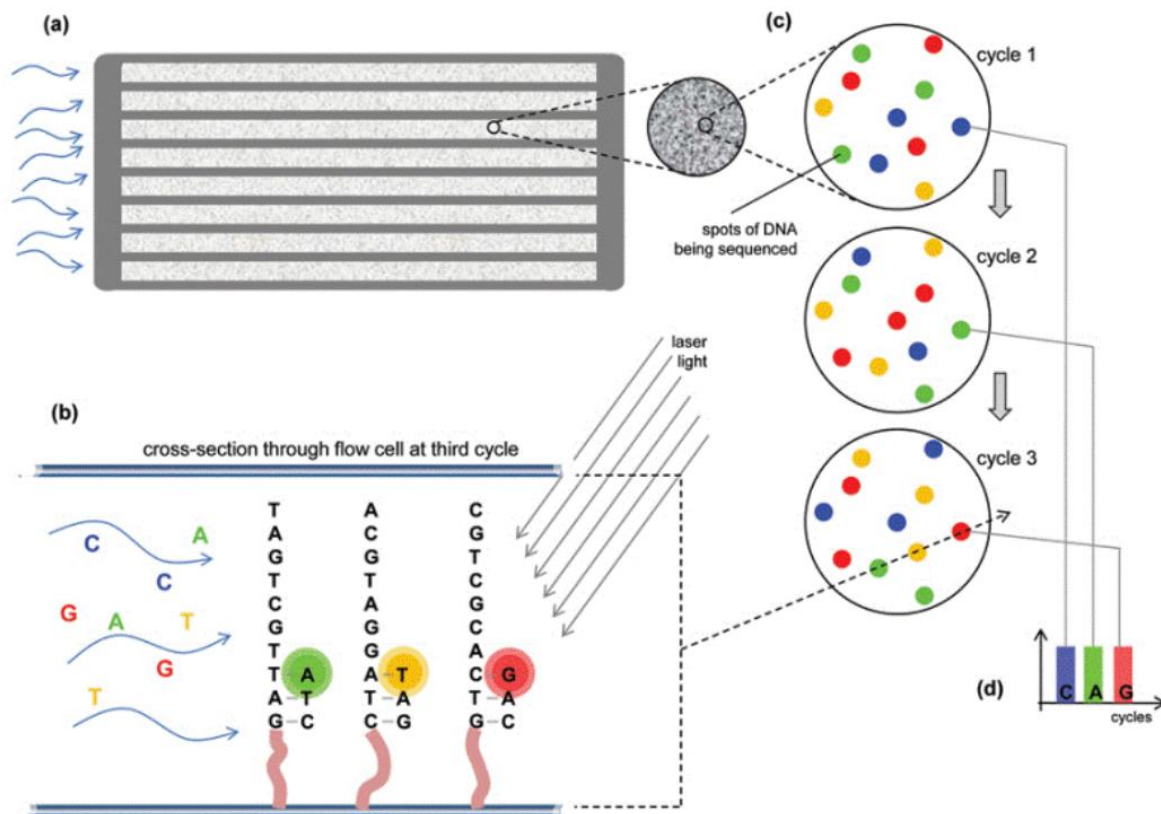 (a)
(c)
cycle 1
spots of DNA
being sequenced
cycle 2
cycle 3
(b)
laser
light
cross-section through flow cell at third cycle
C
A
C
G
A
T
G
T
T A C
A C G
G G T
T T C
C A G
G G C
T G A
T A A T C G
A T T A T A
G C C G G C
(d)
C A G
cycles